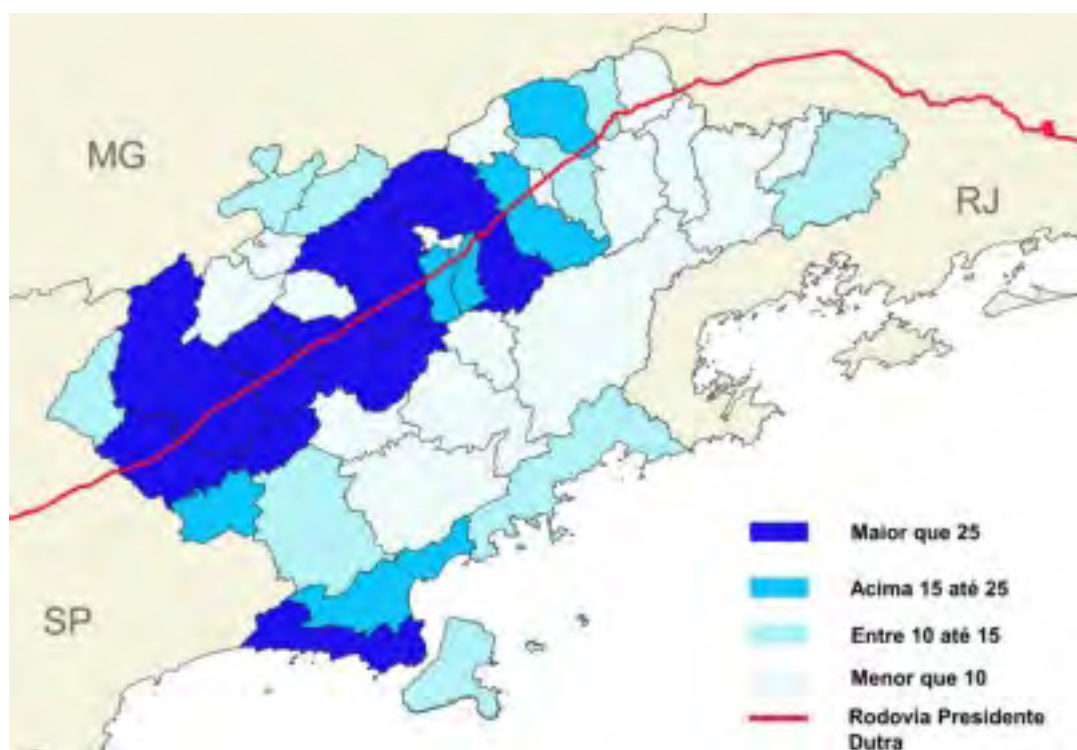 MG
RJ
SP
Maior que 25
Acima 15 até 25
Entre 10 até 15
Menor que 10
Rodovia Presidente
Dutra